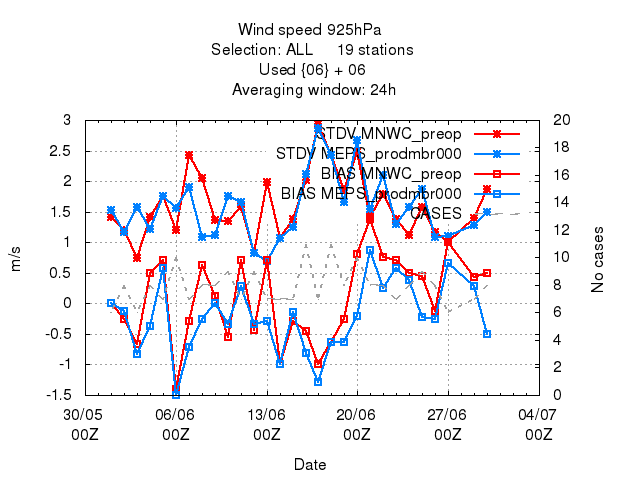 Wind speed 925hPa
Selection: ALL 19 stations
Used {06} + 06
Averaging window: 24h
STDV MNWC_preop
STDV MEPS_prodmbr000
BIAS MNWC_preop
BIAS MEPS_prodmbr000
CASES
m/s
3
2.5
2
1.5
1
0.5
0
-0.5
-1
-1.5
No cases
20
18
16
14
12
10
8
6
4
2
0
30/05 06/06 13/06 20/06 27/06 04/07
00Z 00Z 00Z 00Z 00Z 00Z
Date